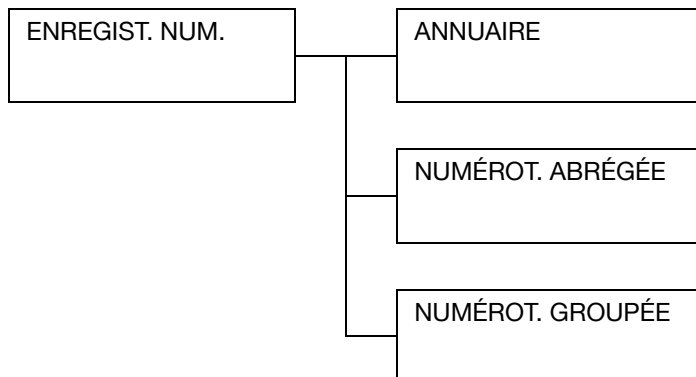 ENREGIST. NUM.
ANNUAIRE
NUMÉROT. ABRÉGÉE
NUMÉROT. GROUPÉE